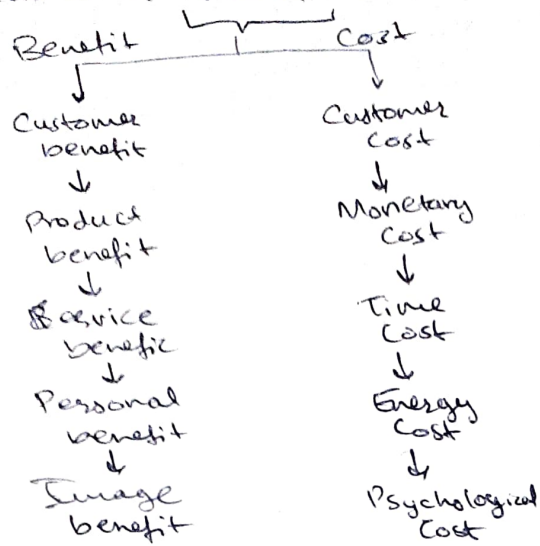 Benefit Cost
Customer
benefit
Product
benefit
Service
benefic
Personal
benefit
Image
benefit
Customer
Cost
Monetary
Cost
Time
Cost
Energy
Cost
Psychological
Cost